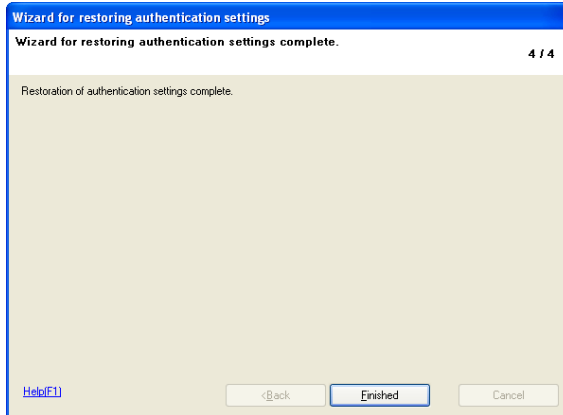 Wizard for restoring authentication settings
Wizard for restoring authentication settings complete.
4 / 4
Restoration of authentication settings complete.
Help(F1)
<Back
Finished
Cancel